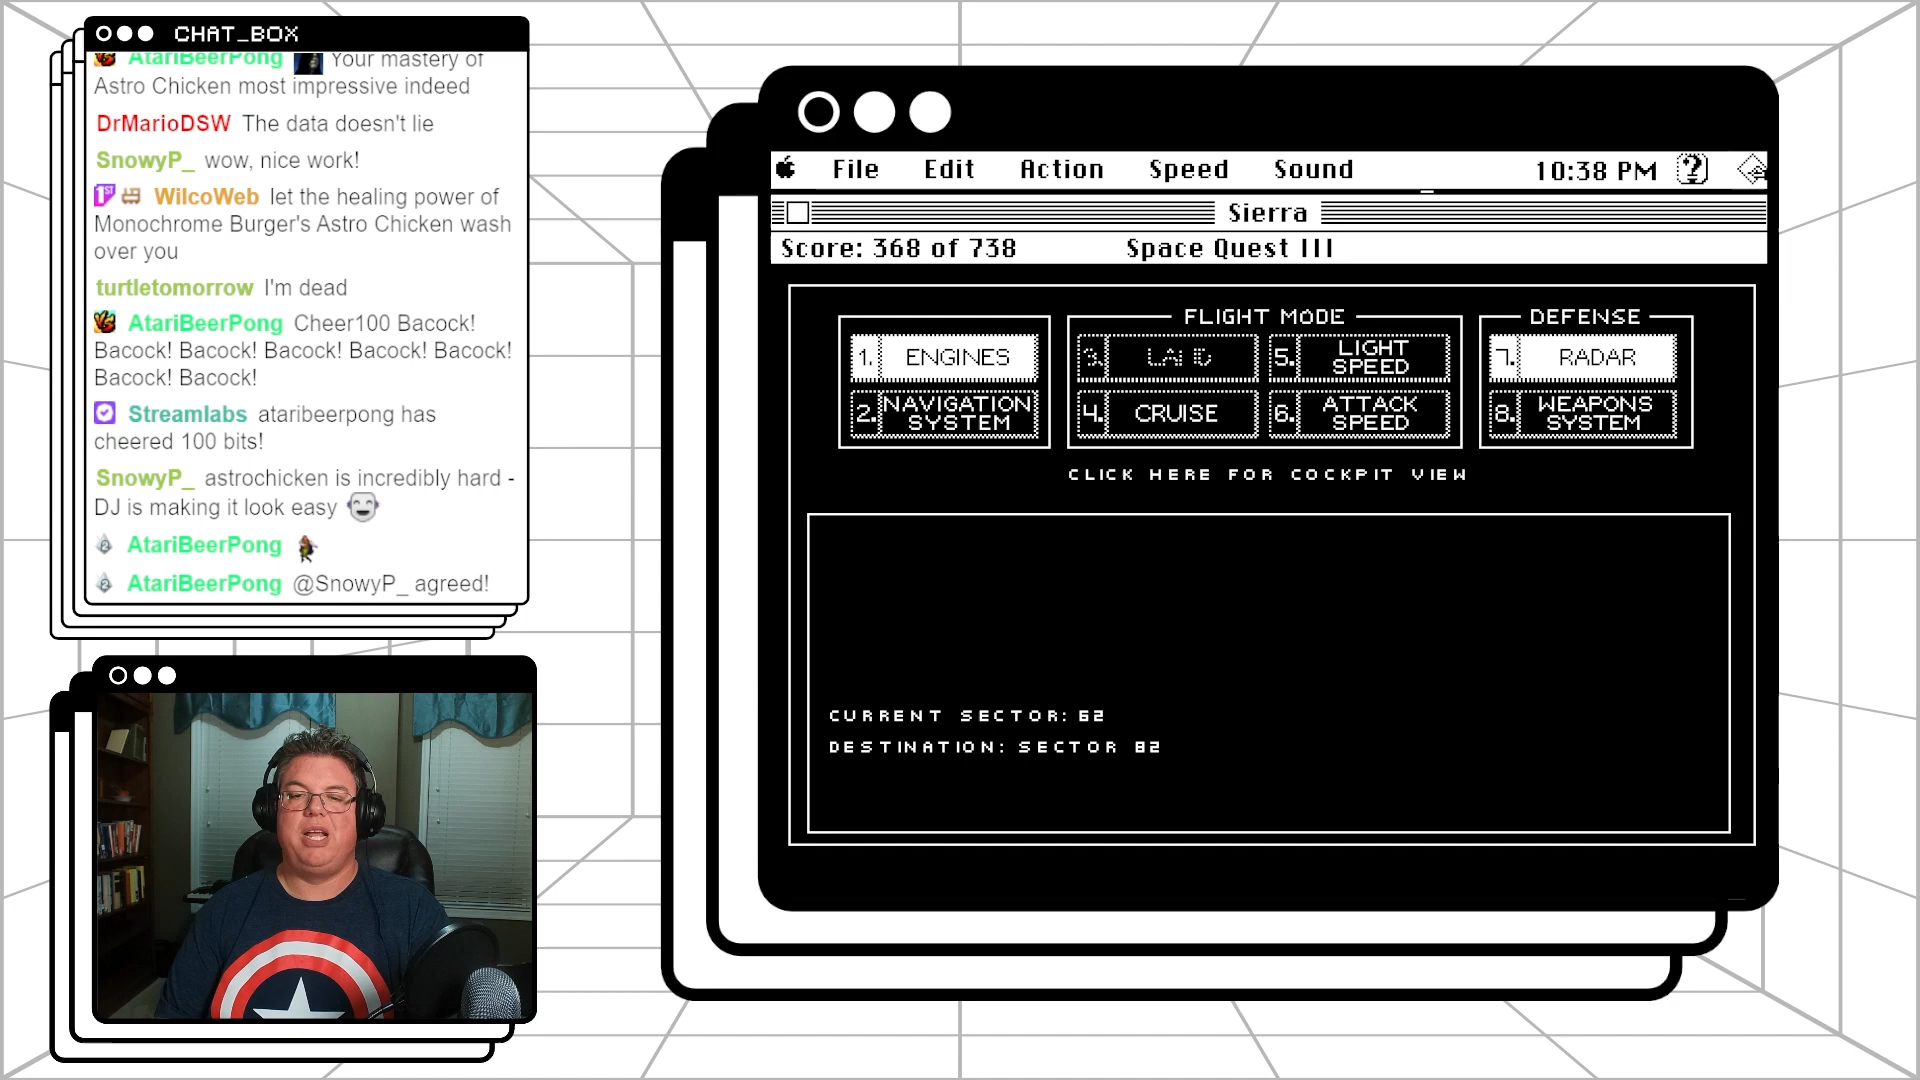 CHAT_BOX
AtariBeerPong Your mastery of
Astro Chicken most impressive indeed
DrMarioDSW The data doesn't lie
SnowyP_ wow, nice work!
1ST WilcoWeb let the healing power of
Monochrome Burger's Astro Chicken wash
over you
turtletomorrow I'm dead
AtariBeerPong Cheer100 Bacock!
Bacock! Bacock! Bacock! Bacock! Bacock!
Bacock! Bacock!
Streamlabs ataribeerpong has
cheered 100 bits!
SnowyP_ astrochicken is incredibly hard -
DJ is making it look easy
AtariBeerPong
AtariBeerPong @SnowyP_ agreed!
File Edit Action Speed Sound 10:38 PM
Sierra
Score: 368 of 738 Space Quest III
FLIGHT MODE
DEFENSE
1. ENGINES
2. NAVIGATION
SYSTEM
3. LAND
4. CRUISE
5. LIGHT
SPEED
6. ATTACK
SPEED
7. RADAR
8. WEAPONS
SYSTEM
CLICK HERE FOR COCKPIT VIEW
CURRENT SECTOR: 62
DESTINATION: SECTOR 82